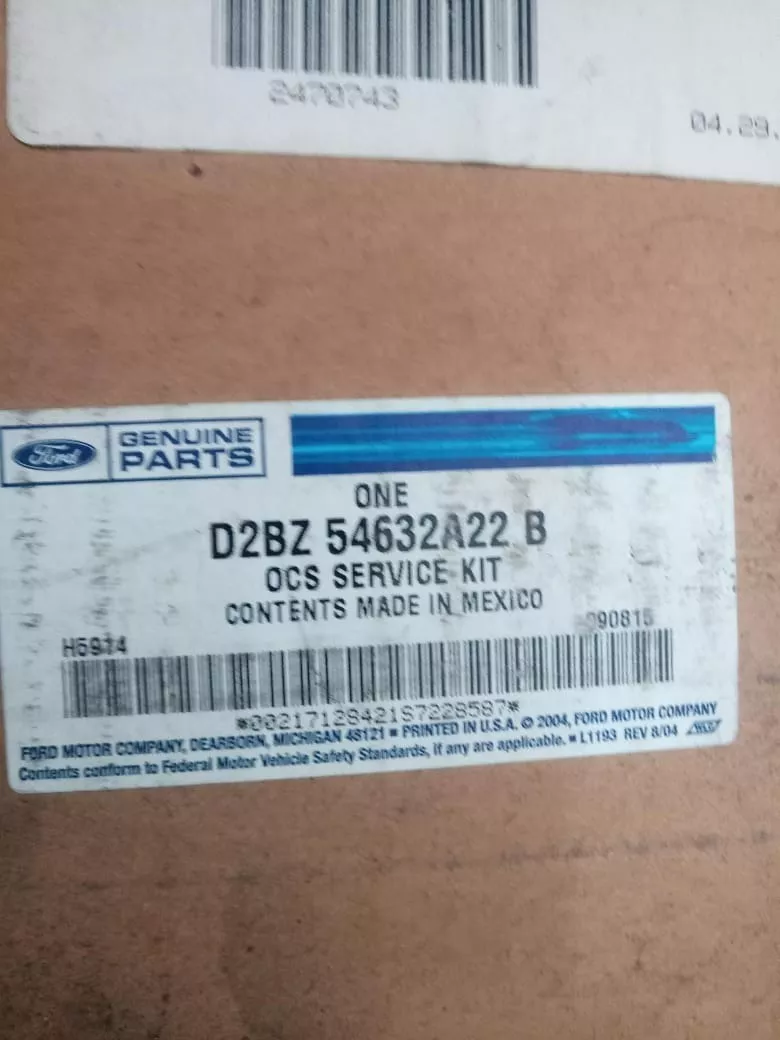 2470743
04.29.
Ford
GENUINE
PARTS
ONE
D2BZ 54632A22 B
OCS SERVICE KIT
CONTENTS MADE IN MEXICO
H5974
090815
*0021712842197228587*
FORD MOTOR COMPANY, DEARBORN, MICHIGAN 48121 ■ PRINTED IN U.S.A. © 2004, FORD MOTOR COMPANY
Contents conform to Federal Motor Vehicle Safety Standards, if any are applicable. ■ L1193 REV 8/04